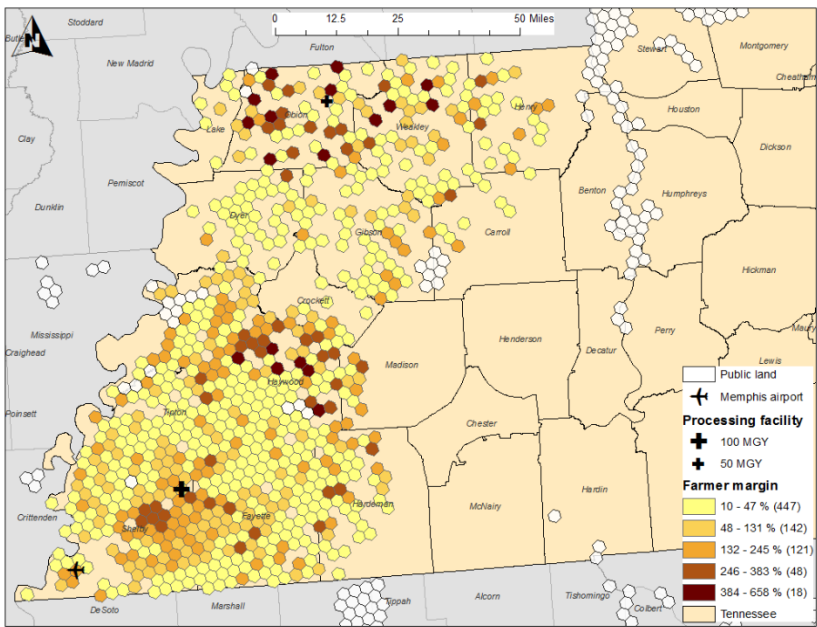 Stoddard
Stewart
Montgomery
Butler
N
0 12.5 25 50 Miles
Fulton
New Madrid
Cheatham
Henry
Houston
Obion
Lake
Weakley
Clay
Dickson
Pemiscot
Benton
Humphreys
Dunklin
Dyer
Gibson
Carroll
Hickman
Crockett
Mississippi
Henderson
Perry
Maury
Craighead
Madison
Decatur
Lewis
Haywood
Public land
Tipton
Memphis airport
Poinsett
Chester
Processing facility
100 MGY
50 MGY
Farmer margin
Hardin
McNairy
Hardeman
10 - 47 % (447)
Crittenden
Fayette
Shelby
48 - 131 % (142)
132 - 245 % (121)
246 - 383 % (48)
384 - 658 % (18)
Tennessee
DeSoto
Marshall
Tippah
Alcorn
Tishomingo
Colbert